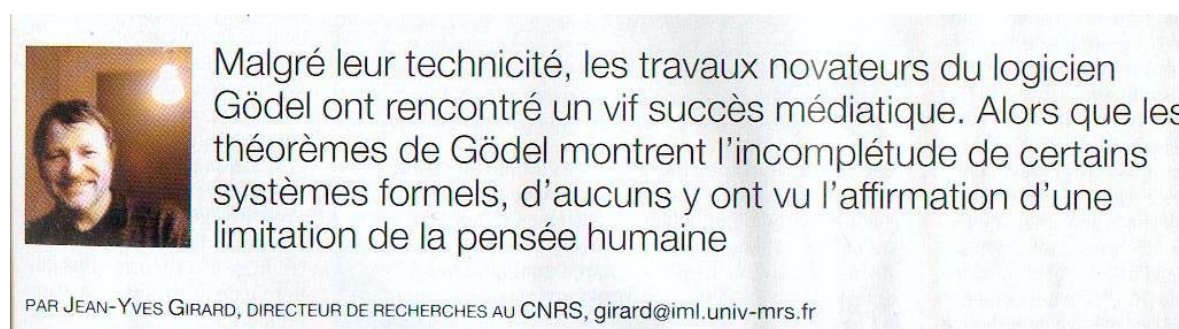 Malgré leur technicité, les travaux novateurs du logicien
Gödel ont rencontré un vif succès médiatique. Alors que les
théorèmes de Gödel montrent l'incomplétude de certains
systèmes formels, d'aucuns y ont vu l'affirmation d'une
limitation de la pensée humaine
PAR JEAN-YVES GIRARD, DIRECTEUR DE RECHERCHES AU CNRS, girard@iml.univ-mrs.fr